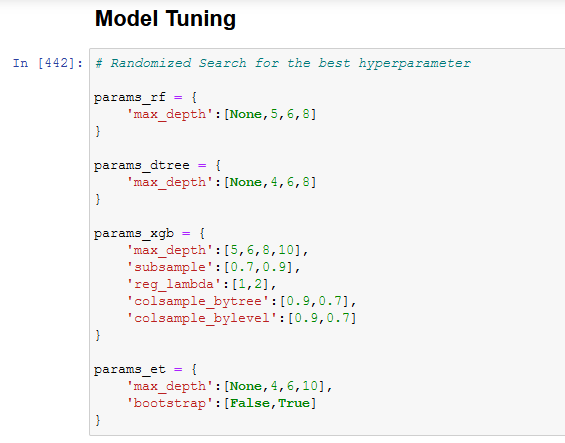 Model Tuning
In [442]: # Randomized Search for the best hyperparameter
params_rf = {
    'max_depth':[None,5,6,8]
}
params_dtree = {
    'max_depth':[None,4,6,8]
}
params_xgb = {
    'max_depth':[5,6,8,10],
    'subsample':[0.7,0.9],
    'reg_lambda':[1,2],
    'colsample_bytree':[0.9,0.7],
    'colsample_bylevel':[0.9,0.7]
}
params_et = {
    'max_depth':[None,4,6,10],
    'bootstrap':[False,True]
}